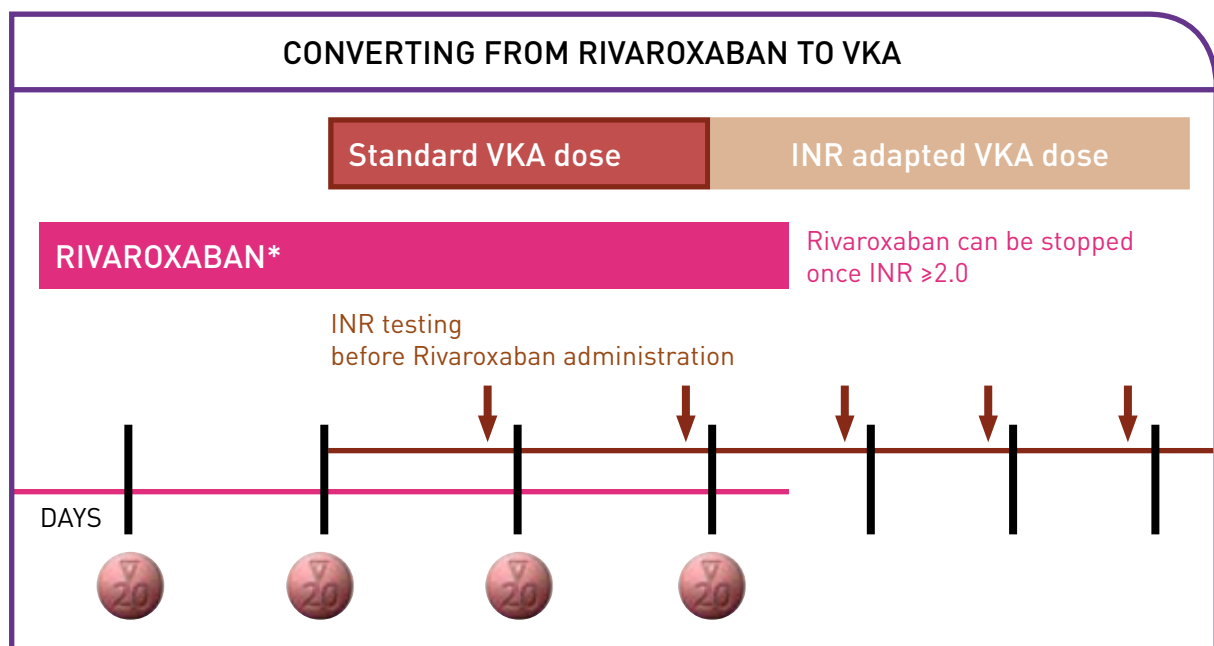 CONVERTING FROM RIVAROXABAN TO VKA
Standard VKA dose
INR adapted VKA dose
RIVAROXABAN*
Rivaroxaban can be stopped
once INR ≥2.0
INR testing
before Rivaroxaban administration
DAYS
20
20
20
20